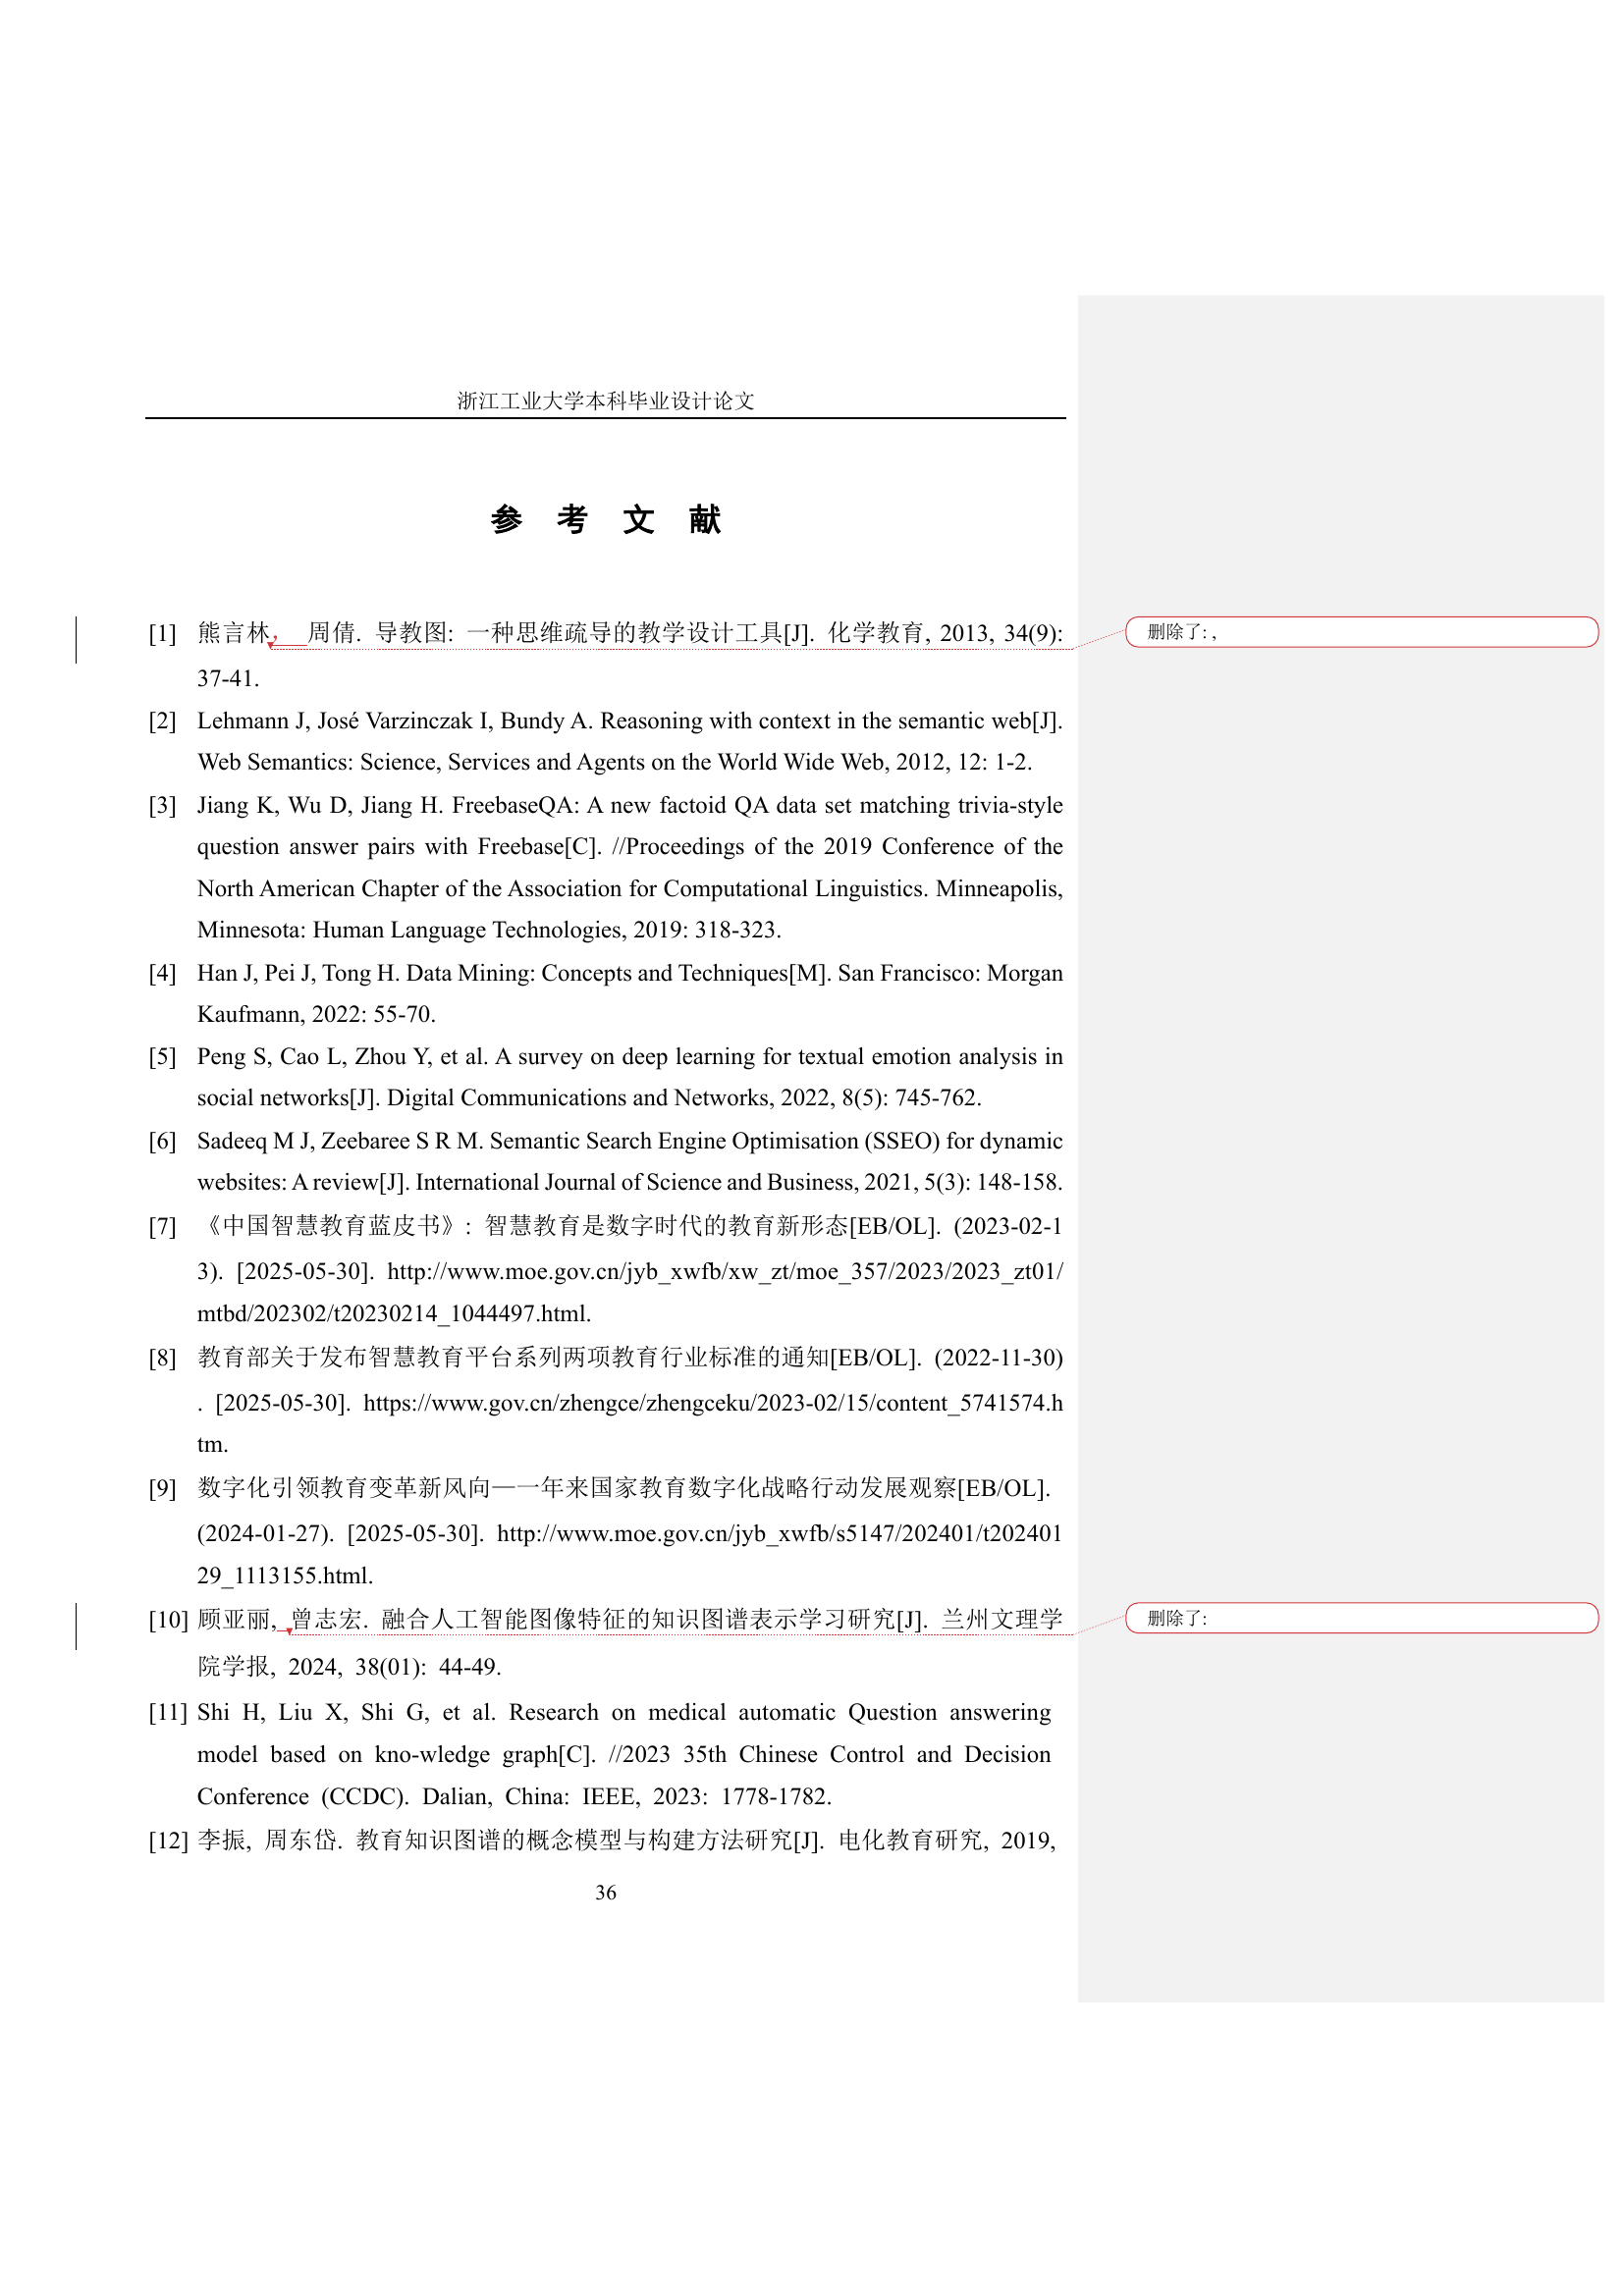 浙江工业大学本科毕业设计论文
参 考 文 献
[1] 熊言林， 周倩. 导教图: 一种思维疏导的教学设计工具[J]. 化学教育, 2013, 34(9):
删除了: ,
37-41.
[2] Lehmann J, José Varzinczak I, Bundy A. Reasoning with context in the semantic web[J].
Web Semantics: Science, Services and Agents on the World Wide Web, 2012, 12: 1-2.
[3] Jiang K, Wu D, Jiang H. FreebaseQA: A new factoid QA data set matching trivia-style
question answer pairs with Freebase[C]. //Proceedings of the 2019 Conference of the
North American Chapter of the Association for Computational Linguistics. Minneapolis,
Minnesota: Human Language Technologies, 2019: 318-323.
[4] Han J, Pei J, Tong H. Data Mining: Concepts and Techniques[M]. San Francisco: Morgan
Kaufmann, 2022: 55-70.
[5] Peng S, Cao L, Zhou Y, et al. A survey on deep learning for textual emotion analysis in
social networks[J]. Digital Communications and Networks, 2022, 8(5): 745-762.
[6] Sadeeq M J, Zeebaree S R M. Semantic Search Engine Optimisation (SSEO) for dynamic
websites: A review[J]. International Journal of Science and Business, 2021, 5(3): 148-158.
[7] 《中国智慧教育蓝皮书》: 智慧教育是数字时代的教育新形态[EB/OL]. (2023-02-1
3). [2025-05-30]. http://www.moe.gov.cn/jyb_xwfb/xw_zt/moe_357/2023/2023_zt01/
mtbd/202302/t20230214_1044497.html.
[8] 教育部关于发布智慧教育平台系列两项教育行业标准的通知[EB/OL]. (2022-11-30)
. [2025-05-30]. https://www.gov.cn/zhengce/zhengceku/2023-02/15/content_5741574.h
tm.
[9] 数字化引领教育变革新风向—一年来国家教育数字化战略行动发展观察[EB/OL].
(2024-01-27). [2025-05-30]. http://www.moe.gov.cn/jyb_xwfb/s5147/202401/t202401
29_1113155.html.
[10] 顾亚丽, 曾志宏. 融合人工智能图像特征的知识图谱表示学习研究[J]. 兰州文理学
删除了:
院学报, 2024, 38(01): 44-49.
[11] Shi H, Liu X, Shi G, et al. Research on medical automatic Question answering
model based on kno-wledge graph[C]. //2023 35th Chinese Control and Decision
Conference (CCDC). Dalian, China: IEEE, 2023: 1778-1782.
[12] 李振, 周东岱. 教育知识图谱的概念模型与构建方法研究[J]. 电化教育研究, 2019,
36